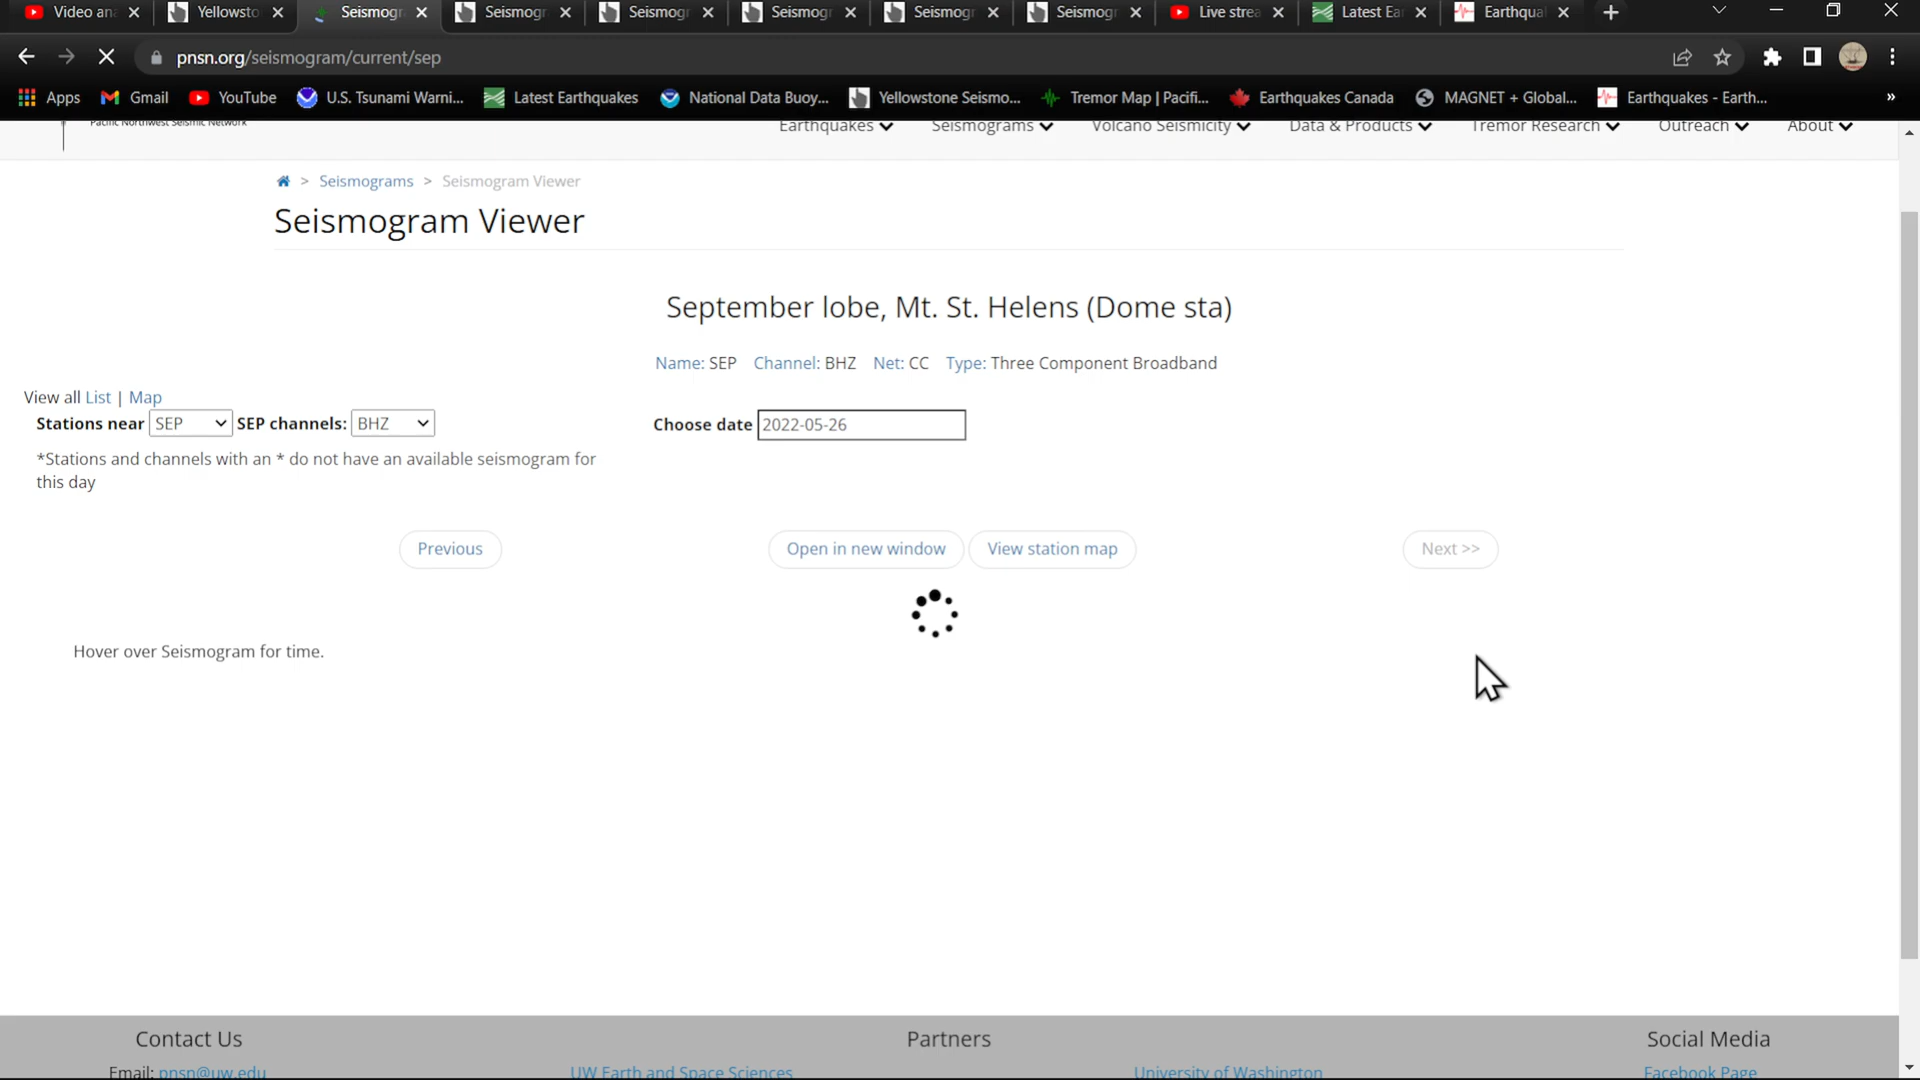 Video an Yellowsto Seismogr Seismogr Seismogr Seismogr Seismogr Seismogr Live strea Latest Ea Earthqua
pnsn.org/seismogram/current/sep
Apps Gmail YouTube U.S. Tsunami Warni... Latest Earthquakes National Data Buoy... Yellowstone Seismo... Tremor Map | Pacifi... Earthquakes Canada MAGNET + Global... Earthquakes - Earth... »
Pacific Northwest Seismic Network
Earthquakes Seismograms Volcano Seismicity Data & Products Tremor Research Outreach About
> Seismograms > Seismogram Viewer
Seismogram Viewer
September lobe, Mt. St. Helens (Dome sta)
Name: SEP Channel: BHZ Net: CC Type: Three Component Broadband
View all List | Map
Stations near SEP SEP channels: BHZ Choose date 2022-05-26
*Stations and channels with an * do not have an available seismogram for
this day
Previous Open in new window View station map Next >>
Hover over Seismogram for time.
Contact Us Partners Social Media
Email: pnsn@uw.edu UW Earth and Space Sciences University of Washington Facebook Page